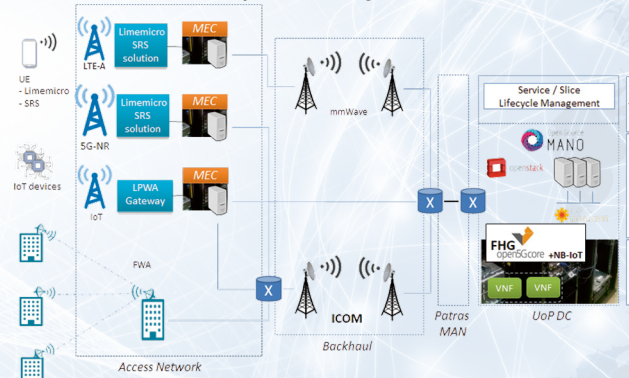 UE
- Limemicro
- SRS
IoT devices
LTE-A
Limemicro
SRS
solution
MEC
5G-NR
Limemicro
SRS
solution
MEC
IoT
LPWA
Gateway
MEC
FWA
X
Access Network
mmWave
ICOM
Backhaul
X
X
Patras
MAN
Service / Slice
Lifecycle Management
open source
MANO
openstack
FHG
open5Gcore +NB-IoT
VNF
VNF
UoP DC